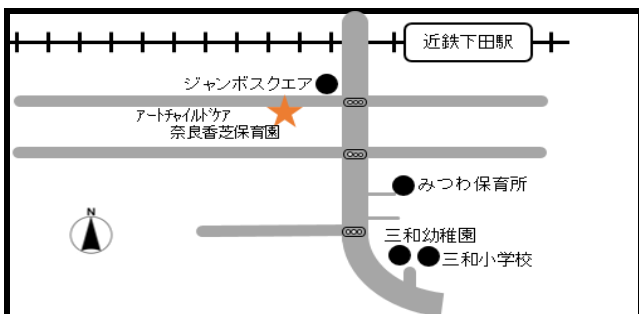 近鉄下田駅
ジャンボスクエア
アートチャイルドケア
奈良香芝保育園
みつわ保育所
N
三和幼稚園
三和小学校